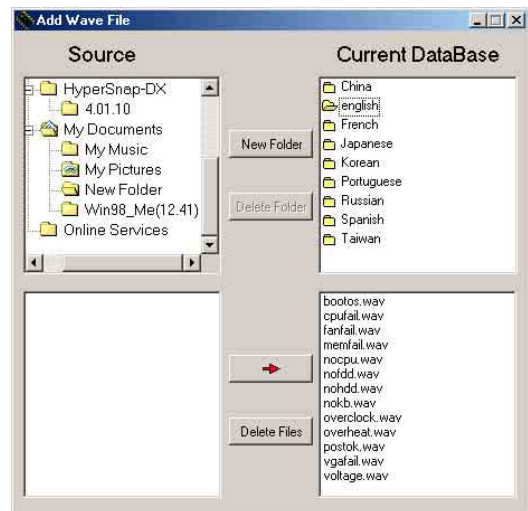 Add Wave File
Source
Current DataBase
HyperSnap-DX
4.01.10
My Documents
My Music
My Pictures
New Folder
Win98_Me(12.41)
Online Services
New Folder
Delete Folder
China
english
French
Japanese
Korean
Portuguese
Russian
Spanish
Taiwan
Delete Files
bootos.wav
cpufail.wav
fanfail.wav
memfail.wav
nocpu.wav
nofdd.wav
nohdd.wav
nokb.wav
overclock.wav
overheat.wav
postok.wav
vgafail.wav
voltage.wav